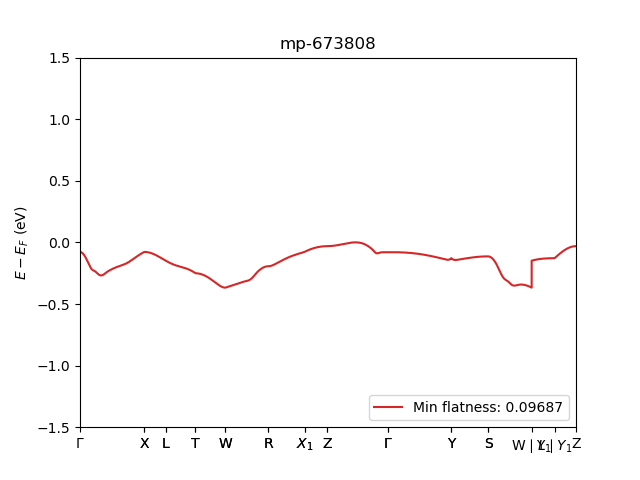 mp-673808
E − E_F (eV)
1.5
1.0
0.5
0.0
−0.5
−1.0
−1.5
Min flatness: 0.09687
Γ X L T W R X₁ Z Γ Y S W | Y₁ Z